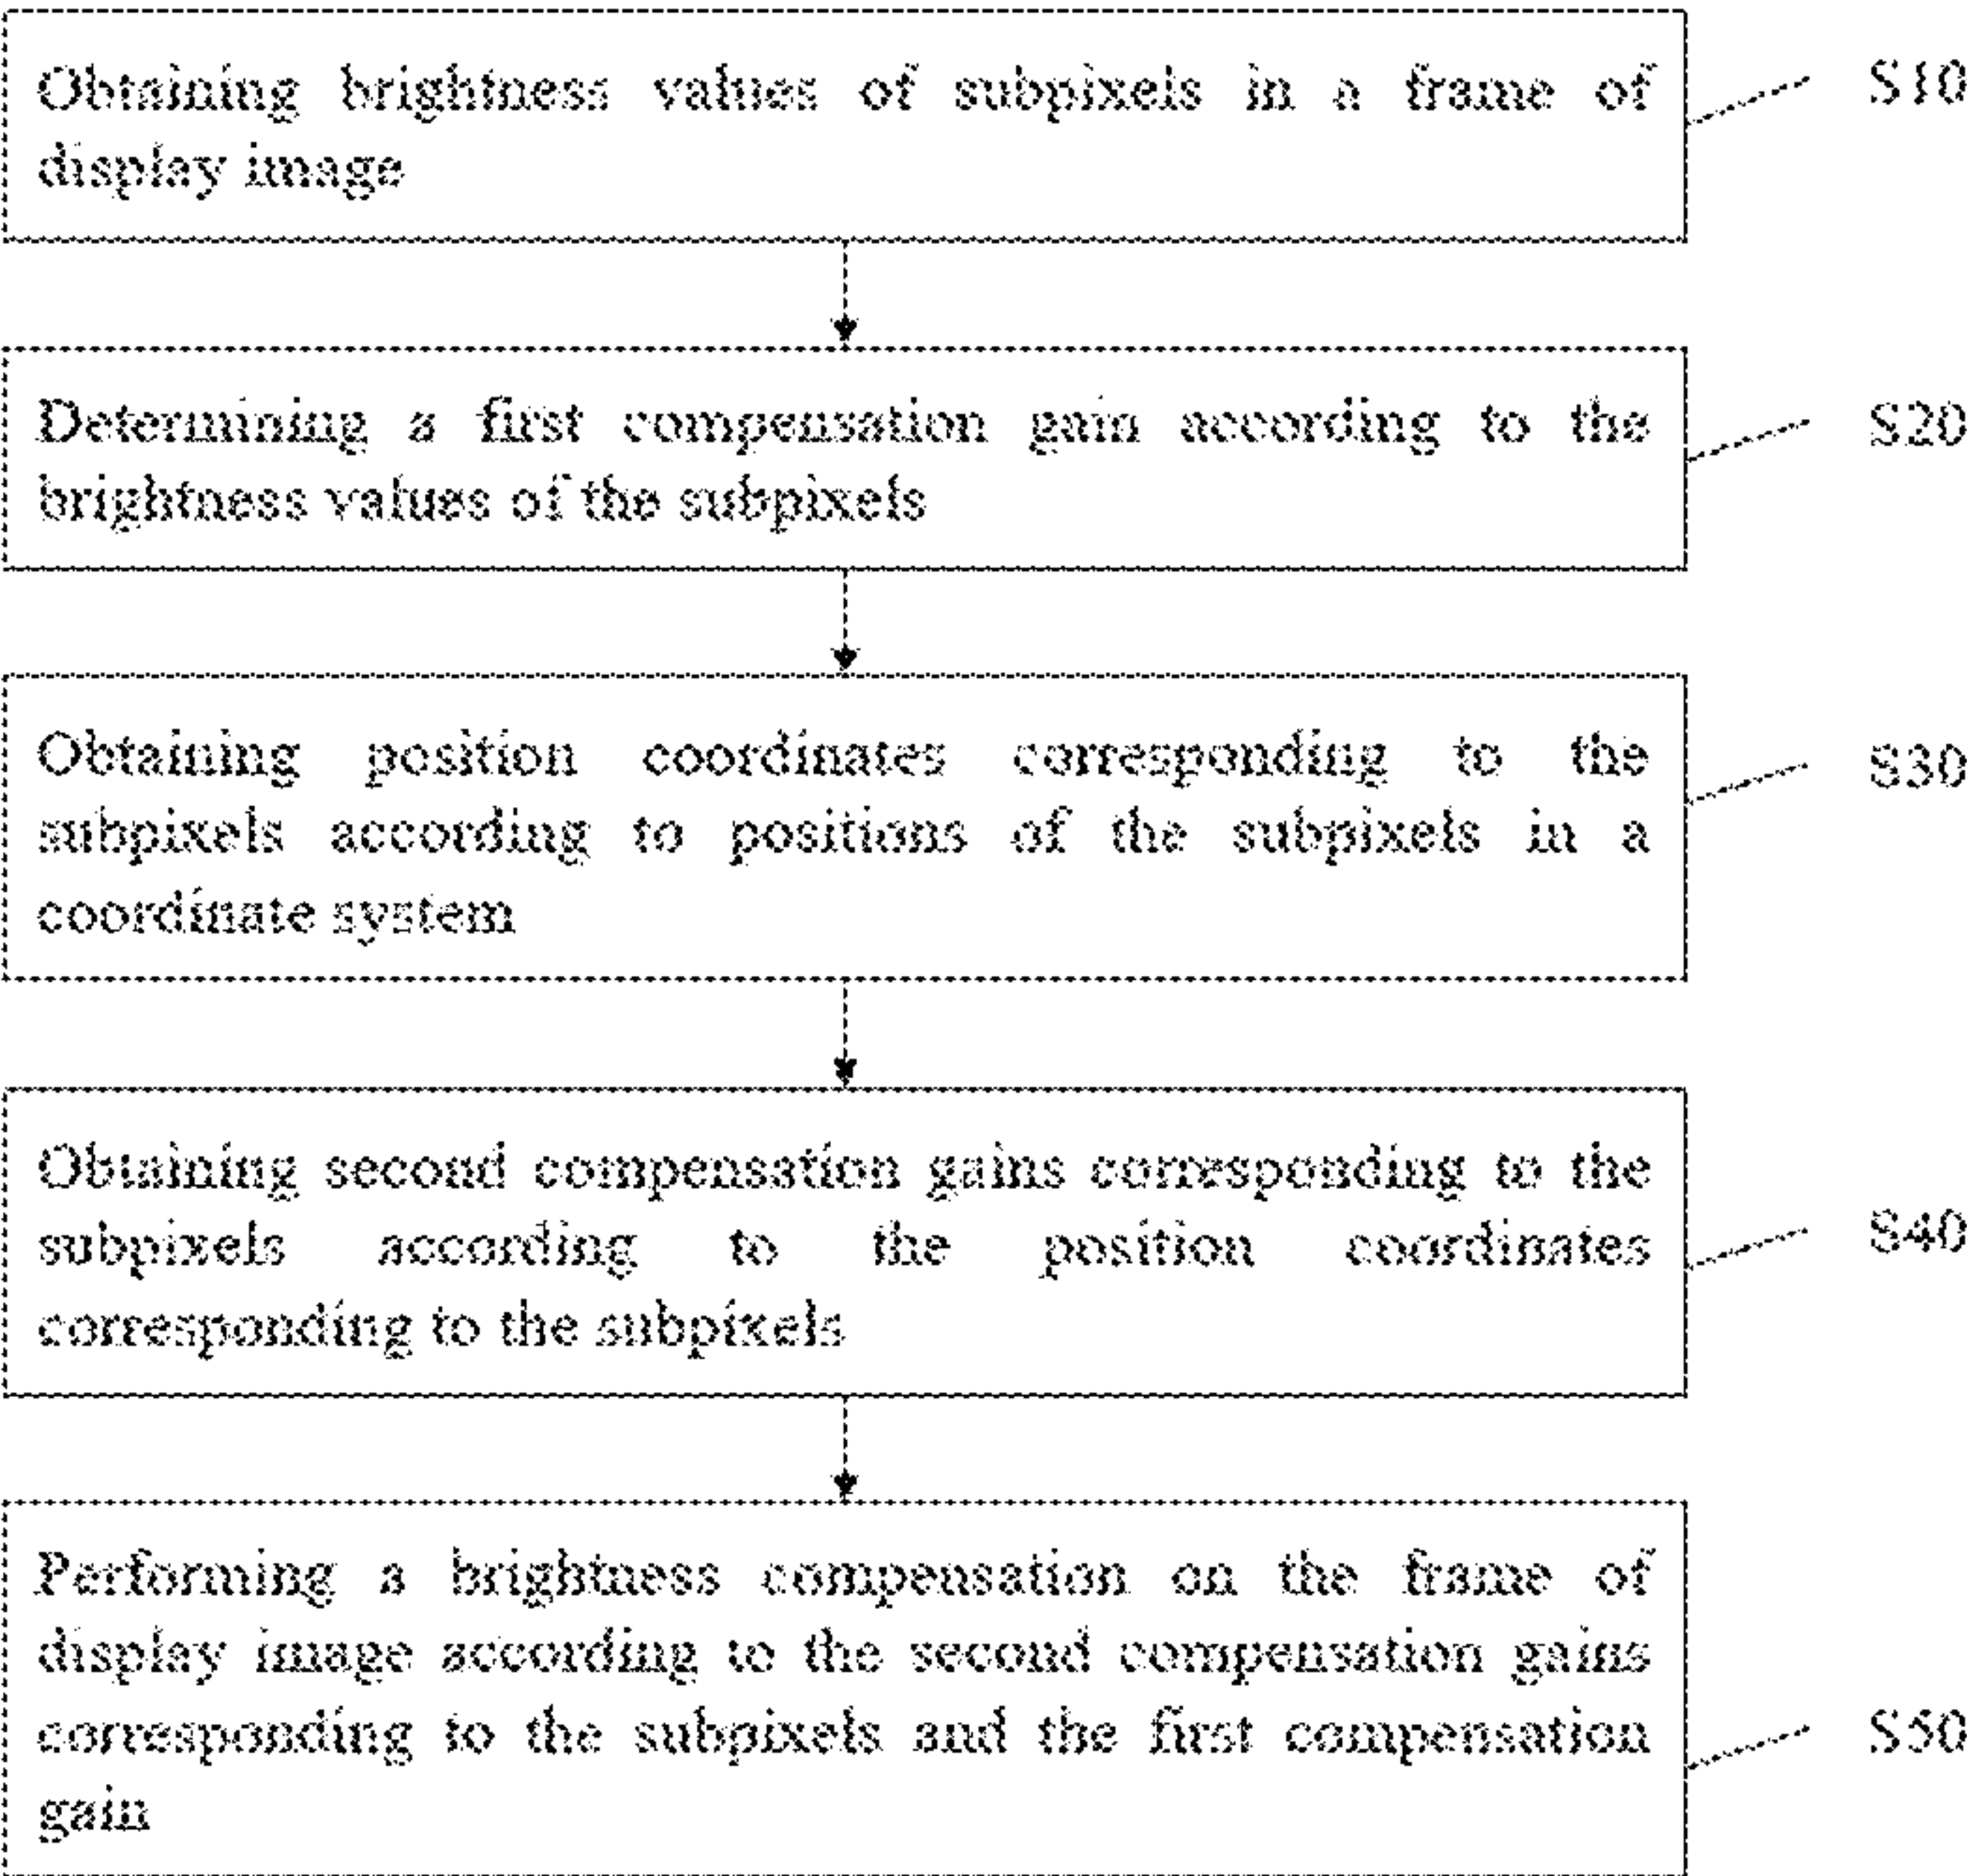 Obtaining brightness values of subpixels in a frame of
display image
S10
Determining a first compensation gain according to the
brightness values of the subpixels
S20
Obtaining position coordinates corresponding to the
subpixels according to positions of the subpixels in a
coordinate system
S30
Obtaining second compensation gains corresponding to the
subpixels according to the position coordinates
corresponding to the subpixels
S40
Performing a brightness compensation on the frame of
display image according to the second compensation gains
corresponding to the subpixels and the first compensation
gain
S50